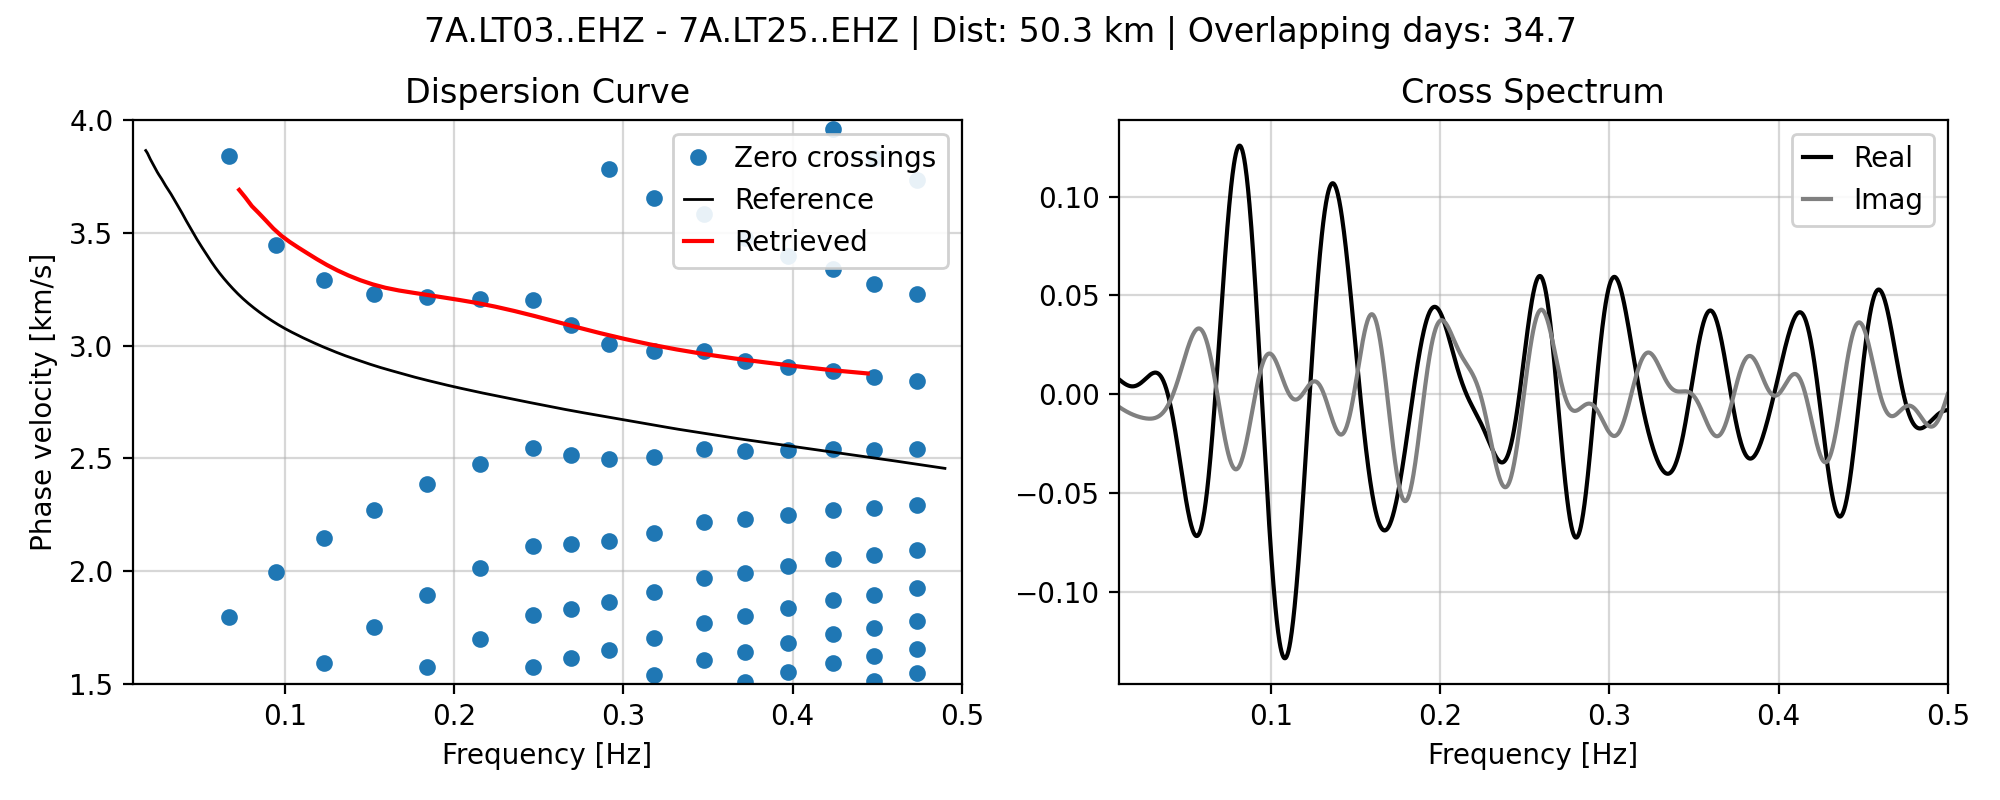 7A.LT03..EHZ - 7A.LT25..EHZ | Dist: 50.3 km | Overlapping days: 34.7
Dispersion Curve
4.0
3.5
3.0
2.5
2.0
1.5
Phase velocity [km/s]
Zero crossings
Reference
Retrieved
0.1
0.2
0.3
0.4
0.5
Frequency [Hz]
Cross Spectrum
0.10
0.05
0.00
−0.05
−0.10
Real
Imag
0.1
0.2
0.3
0.4
0.5
Frequency [Hz]